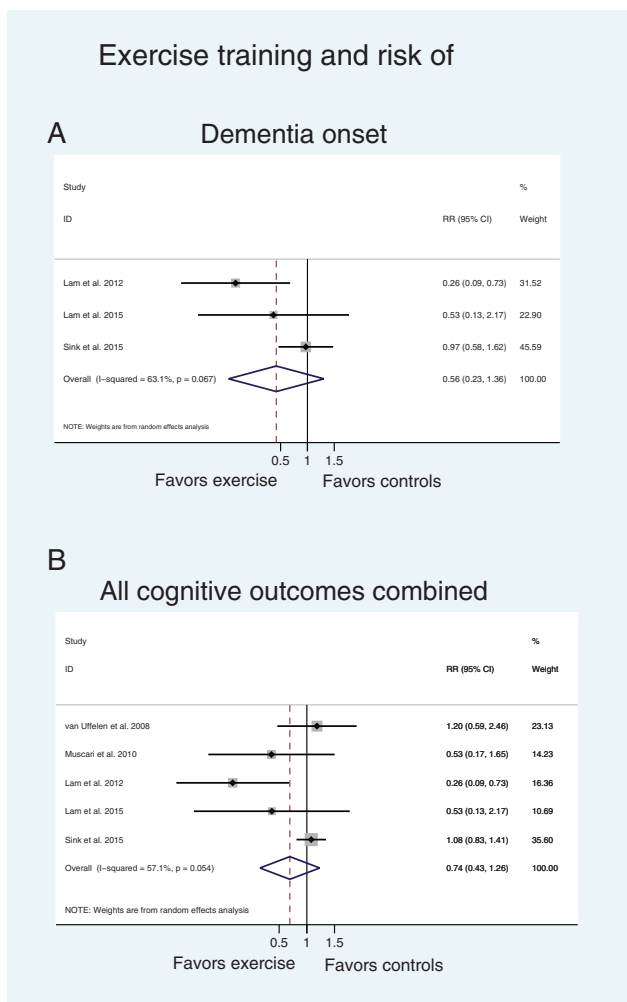 Exercise training and risk of
A Dementia onset
Study %
ID RR (95% CI) Weight
Lam et al. 2012 0.26 (0.09, 0.73) 31.52
Lam et al. 2015 0.53 (0.13, 2.17) 22.90
Sink et al. 2015 0.97 (0.58, 1.62) 45.59
Overall (I–squared = 63.1%, p = 0.067) 0.56 (0.23, 1.36) 100.00
NOTE: Weights are from random effects analysis
0.5 1 1.5
Favors exercise Favors controls
B
All cognitive outcomes combined
Study %
ID RR (95% CI) Weight
van Uffelen et al. 2008 1.20 (0.59, 2.46) 23.13
Muscari et al. 2010 0.53 (0.17, 1.65) 14.23
Lam et al. 2012 0.26 (0.09, 0.73) 16.36
Lam et al. 2015 0.53 (0.13, 2.17) 10.69
Sink et al. 2015 1.08 (0.83, 1.41) 35.60
Overall (I–squared = 57.1%, p = 0.054) 0.74 (0.43, 1.26) 100.00
NOTE: Weights are from random effects analysis
0.5 1 1.5
Favors exercise Favors controls